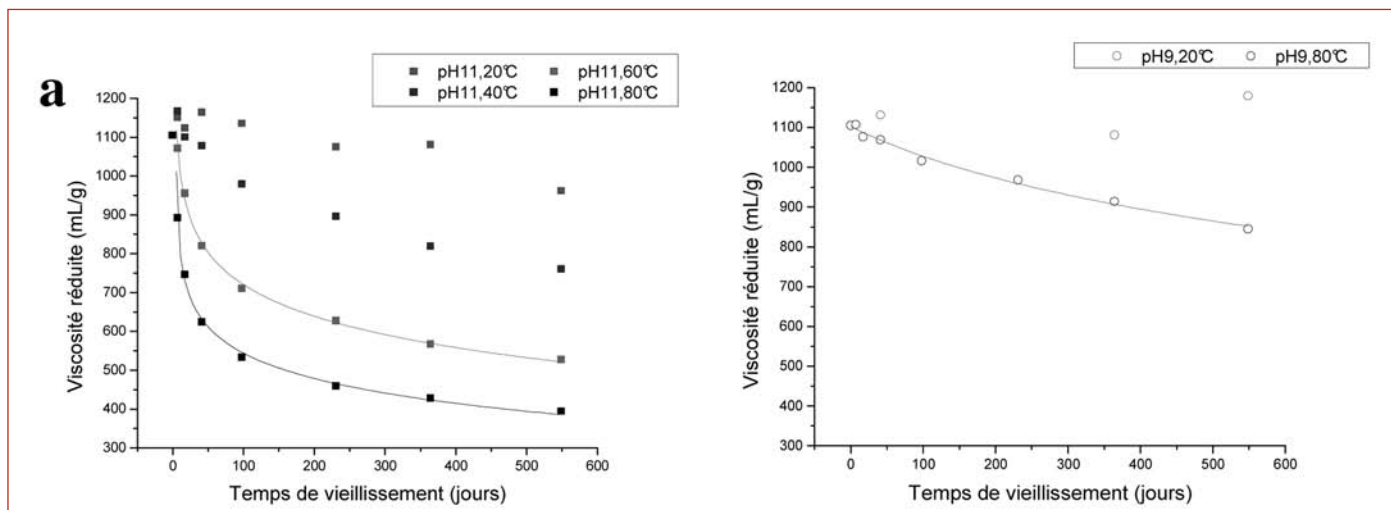 a
pH11,20℃ pH11,60℃
pH11,40℃ pH11,80℃
Viscosité réduite (mL/g)
1200
1100
1000
900
800
700
600
500
400
300
0 100 200 300 400 500 600
Temps de vieillissement (jours)
pH9,20℃ pH9,80℃
Viscosité réduite (mL/g)
1200
1100
1000
900
800
700
600
500
400
300
0 100 200 300 400 500 600
Temps de vieillissement (jours)